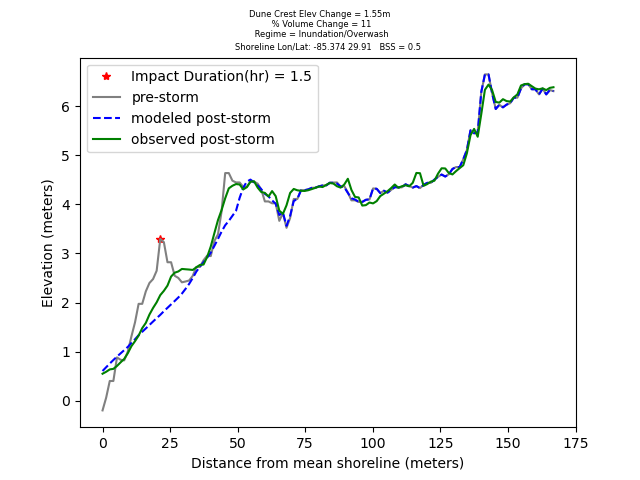 Dune Crest Elev Change = 1.55m
% Volume Change = 11
Regime = Inundation/Overwash
Shoreline Lon/Lat: -85.374 29.91 BSS = 0.5
Impact Duration(hr) = 1.5
pre-storm
modeled post-storm
observed post-storm
Elevation (meters)
6
5
4
3
2
1
0
0 25 50 75 100 125 150 175
Distance from mean shoreline (meters)